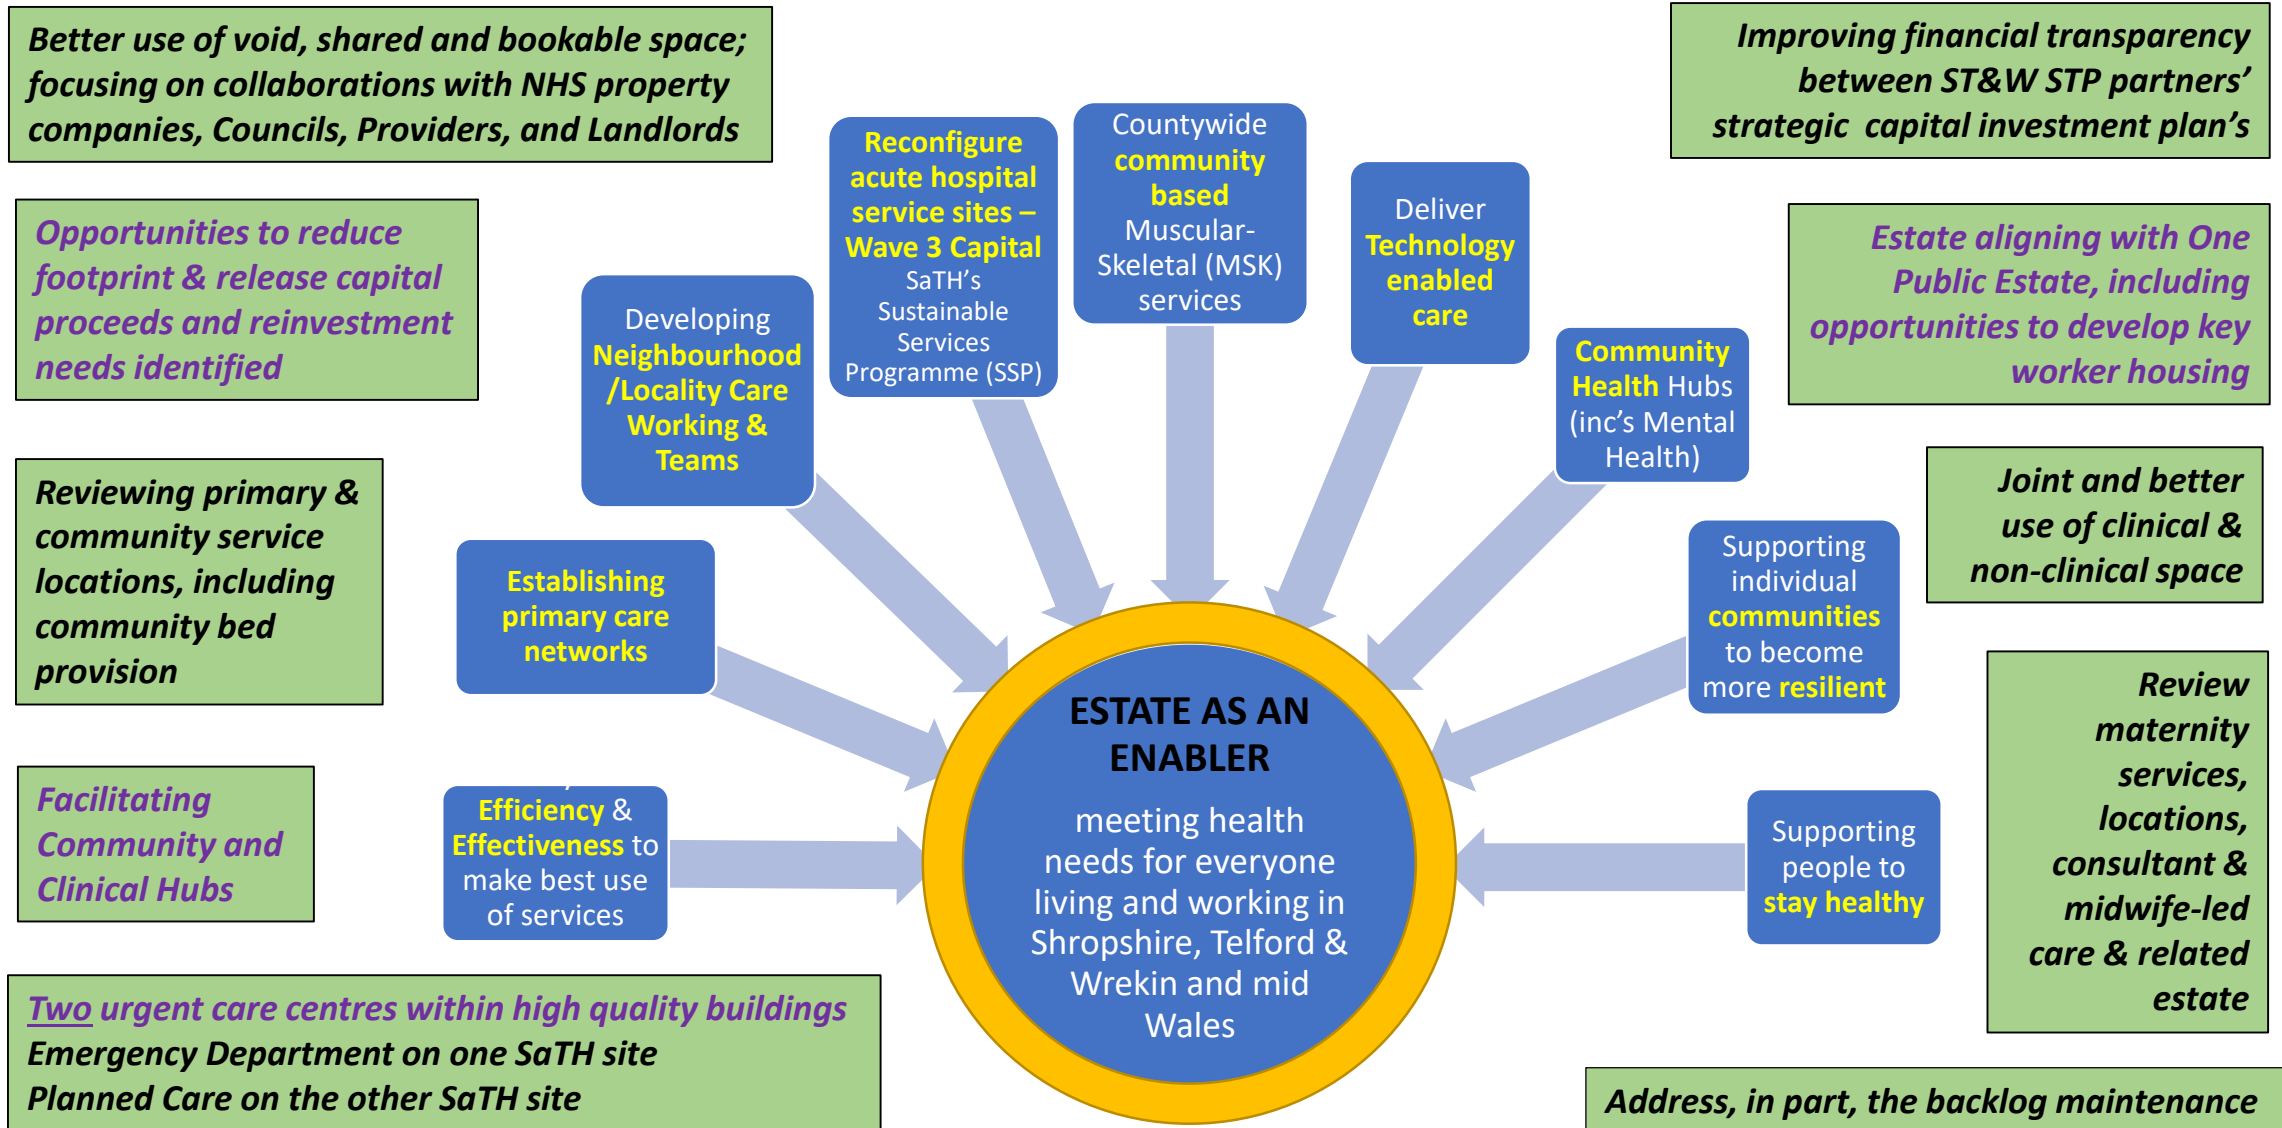 Better use of void, shared and bookable space;
focusing on collaborations with NHS property
companies, Councils, Providers, and Landlords
Opportunities to reduce
footprint & release capital
proceeds and reinvestment
needs identified
Reviewing primary &
community service
locations, including
community bed
provision
Facilitating
Community and
Clinical Hubs
Two urgent care centres within high quality buildings
Emergency Department on one SaTH site
Planned Care on the other SaTH site
Efficiency &
Effectiveness to
make best use
of services
Establishing
primary care
networks
Developing
Neighbourhood
/Locality Care
Working &
Teams
Reconfigure
acute hospital
service sites –
Wave 3 Capital
SaTH's
Sustainable
Services
Programme (SSP)
Countywide
community
based
Muscular-
Skeletal (MSK)
services
Deliver
Technology
enabled
care
Community
Health Hubs
(inc's Mental
Health)
Supporting
individual
communities
to become
more resilient
Supporting
people to
stay healthy
ESTATE AS AN
ENABLER
meeting health
needs for everyone
living and working in
Shropshire, Telford &
Wrekin and mid
Wales
Improving financial transparency
between ST&W STP partners'
strategic capital investment plan's
Estate aligning with One
Public Estate, including
opportunities to develop key
worker housing
Joint and better
use of clinical &
non-clinical space
Review
maternity
services,
locations,
consultant &
midwife-led
care & related
estate
Address, in part, the backlog maintenance